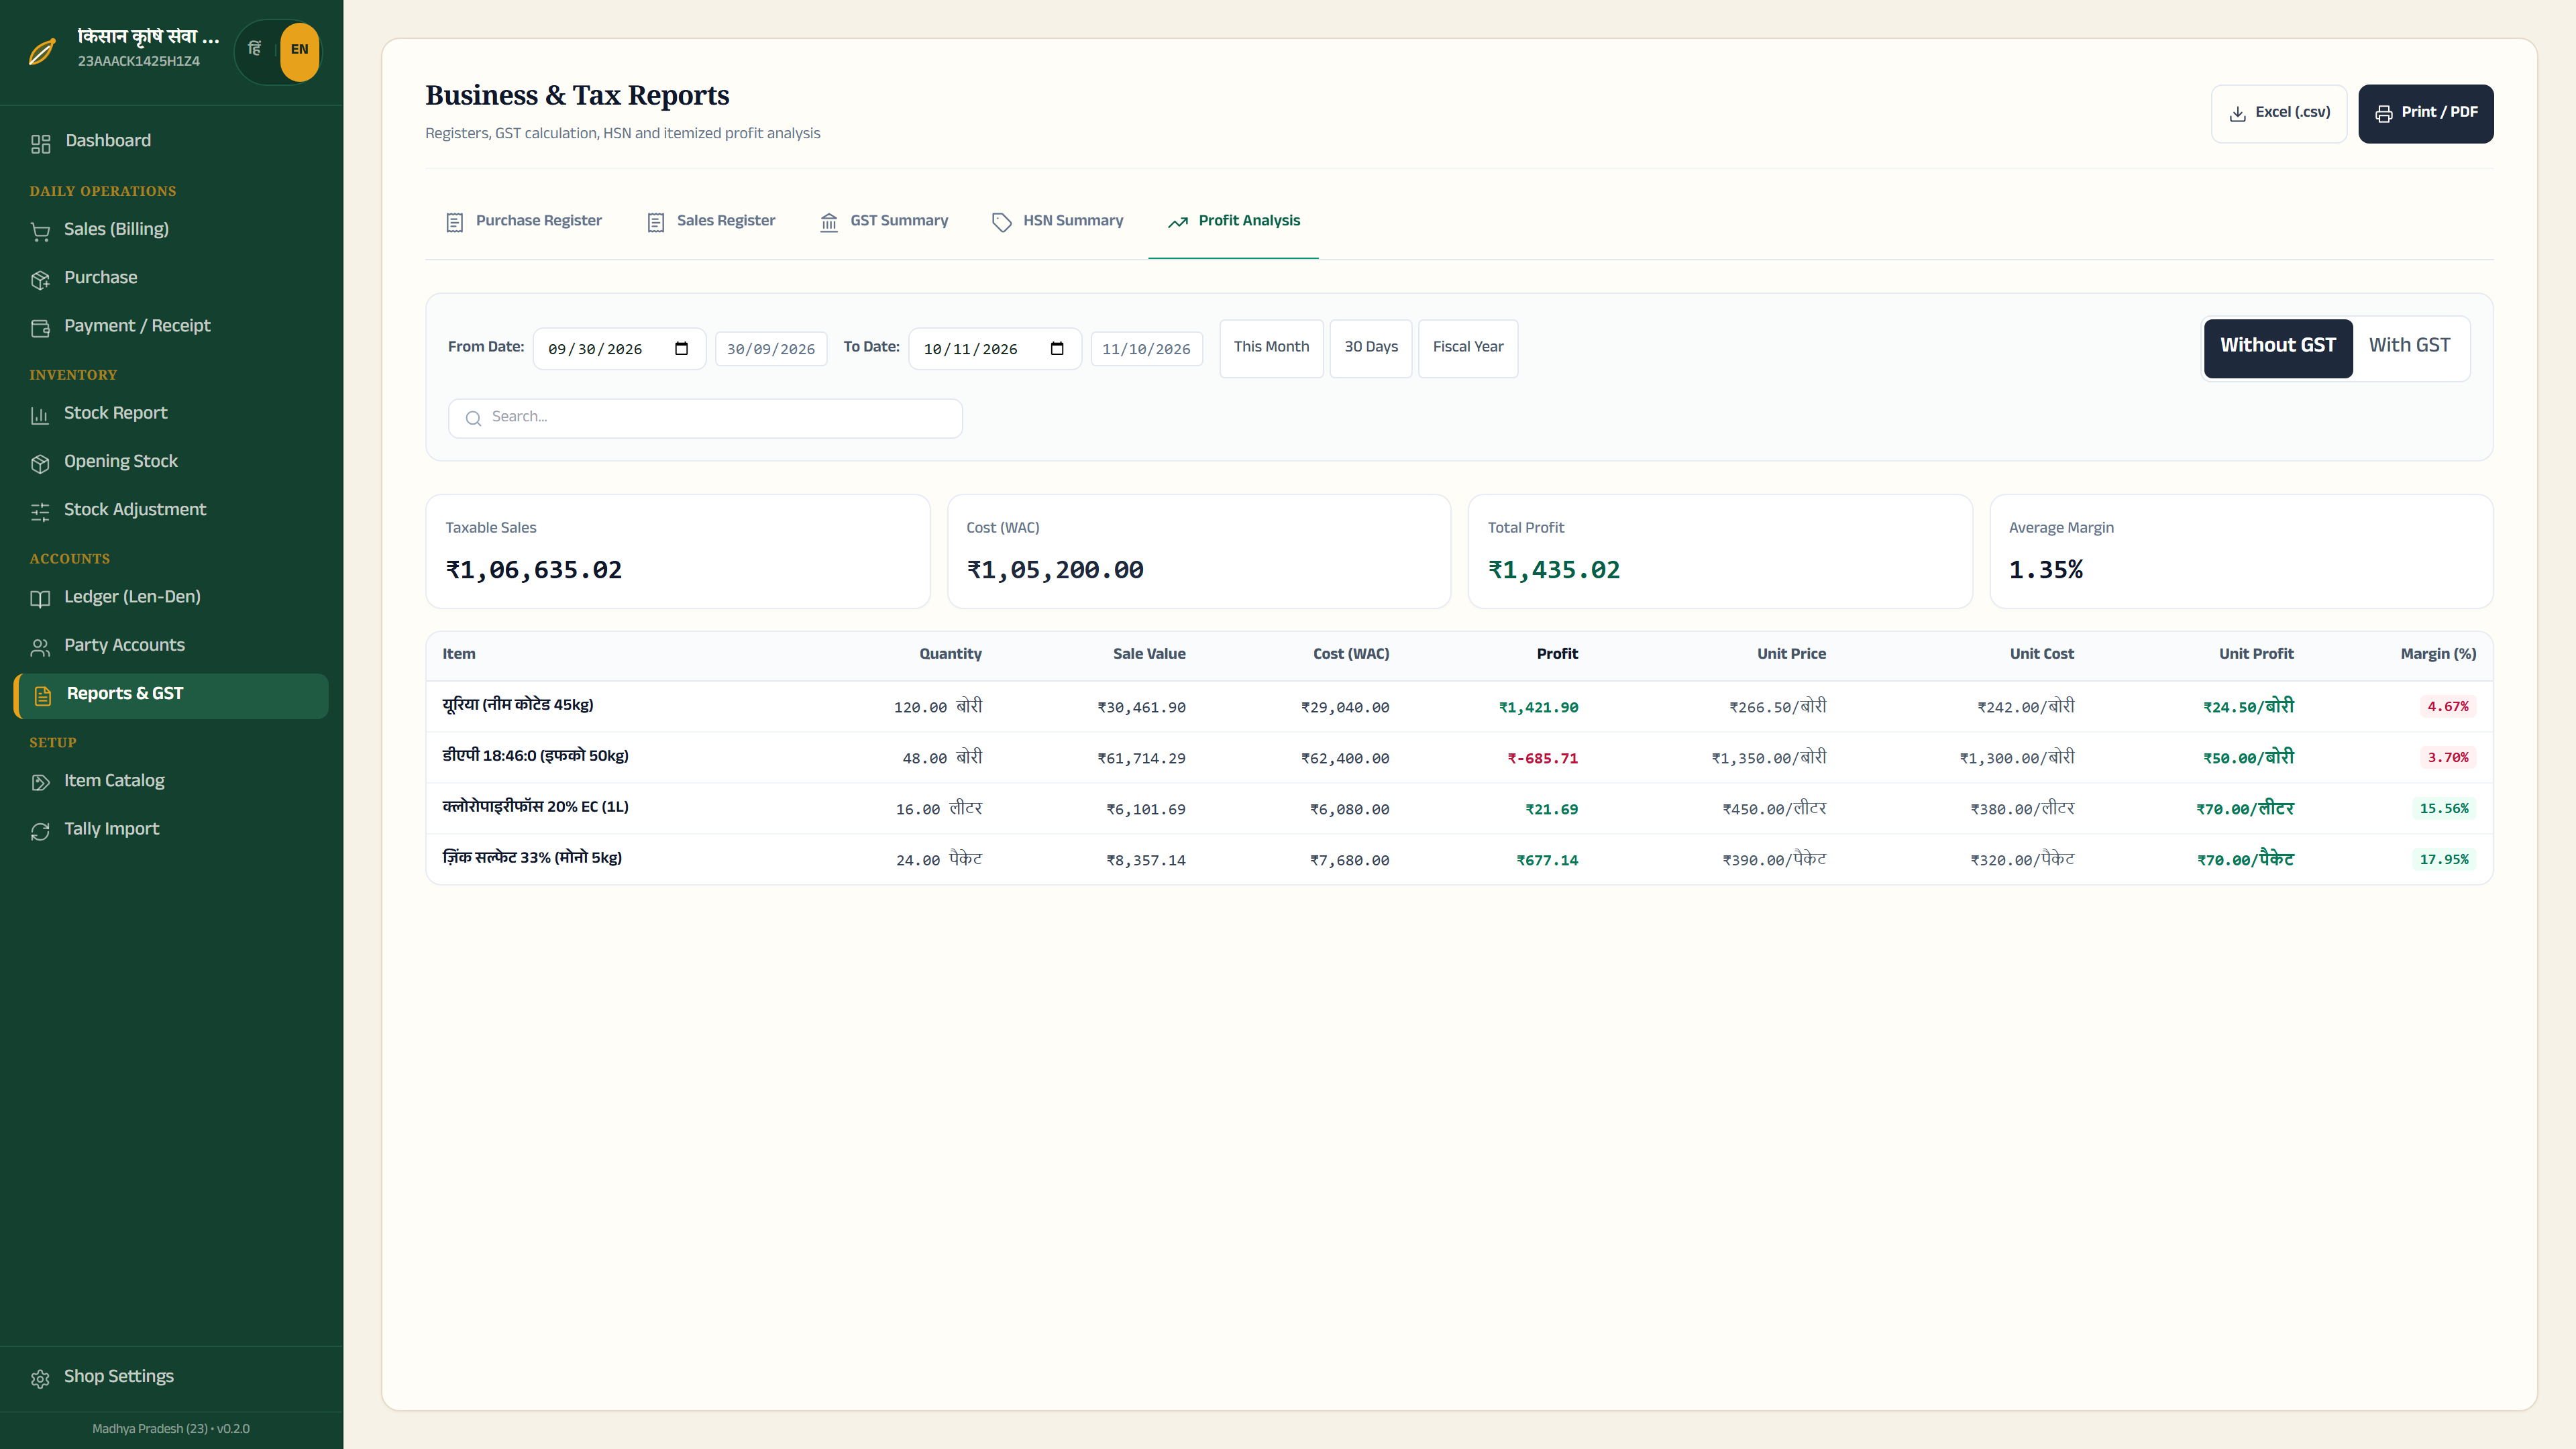 किसान कृषि सेवा ...
23AAACK1425H1Z4
हिं
EN
Dashboard
DAILY OPERATIONS
Sales (Billing)
Purchase
Payment / Receipt
INVENTORY
Stock Report
Opening Stock
Stock Adjustment
ACCOUNTS
Ledger (Len-Den)
Party Accounts
Reports & GST
SETUP
Item Catalog
Tally Import
Shop Settings
Madhya Pradesh (23) • v0.2.0
Business & Tax Reports
Registers, GST calculation, HSN and itemized profit analysis
Excel (.csv)
Print / PDF
Purchase Register
Sales Register
GST Summary
HSN Summary
Profit Analysis
From Date: 09/30/2026 30/09/2026 To Date: 10/11/2026 11/10/2026 This Month 30 Days Fiscal Year
Without GST With GST
Search...
Taxable Sales
₹1,06,635.02
Cost (WAC)
₹1,05,200.00
Total Profit
₹1,435.02
Average Margin
1.35%
Item Quantity Sale Value Cost (WAC) Profit Unit Price Unit Cost Unit Profit Margin (%)
यूरिया (नीम कोटेड 45kg) 120.00 बोरी ₹30,461.90 ₹29,040.00 ₹1,421.90 ₹266.50/बोरी ₹242.00/बोरी ₹24.50/बोरी 4.67%
डीएपी 18:46:0 (इफको 50kg) 48.00 बोरी ₹61,714.29 ₹62,400.00 ₹-685.71 ₹1,350.00/बोरी ₹1,300.00/बोरी ₹50.00/बोरी 3.70%
क्लोरोपाइरीफॉस 20% EC (1L) 16.00 लीटर ₹6,101.69 ₹6,080.00 ₹21.69 ₹450.00/लीटर ₹380.00/लीटर ₹70.00/लीटर 15.56%
ज़िंक सल्फेट 33% (मोनो 5kg) 24.00 पैकेट ₹8,357.14 ₹7,680.00 ₹677.14 ₹390.00/पैकेट ₹320.00/पैकेट ₹70.00/पैकेट 17.95%